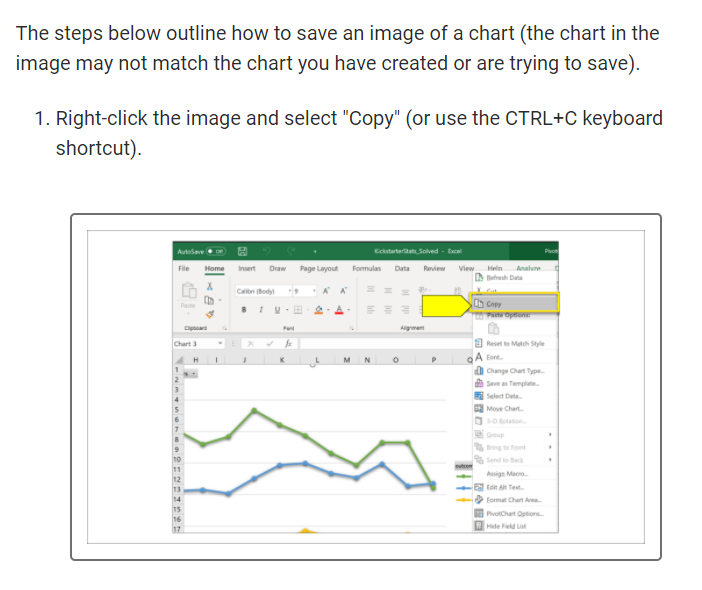 The steps below outline how to save an image of a chart (the chart in the
image may not match the chart you have created or are trying to save).
1. Right-click the image and select "Copy" (or use the CTRL+C keyboard
shortcut).
AutoSave Off KickstarterStats_Solved - Excel Pivot
File Home Insert Draw Page Layout Formulas Data Review View Help Analyze
Refresh Data
Cut
Calibri (Body) 9 A A
Copy
Paste
B I U A
Paste Options:
Clipboard Font Alignment
Chart 3 fx
Reset to Match Style
H I J K L M N O P Q
Font...
1
Change Chart Type...
2
Save as Template...
3
Select Data...
4
Move Chart...
5
3-D Rotation...
6
Group
7
Bring to Front
8
Send to Back
9
10
11
Assign Macro...
12
Edit Alt Text...
13
Format Chart Area...
14
PivotChart Options...
15
Hide Field List
16
17